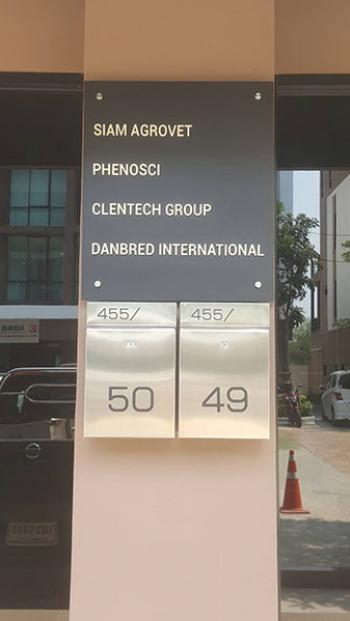 SIAM AGROVET
PHENOSCI
CLENTECH GROUP
DANBRED INTERNATIONAL
455/ 455/
50 49